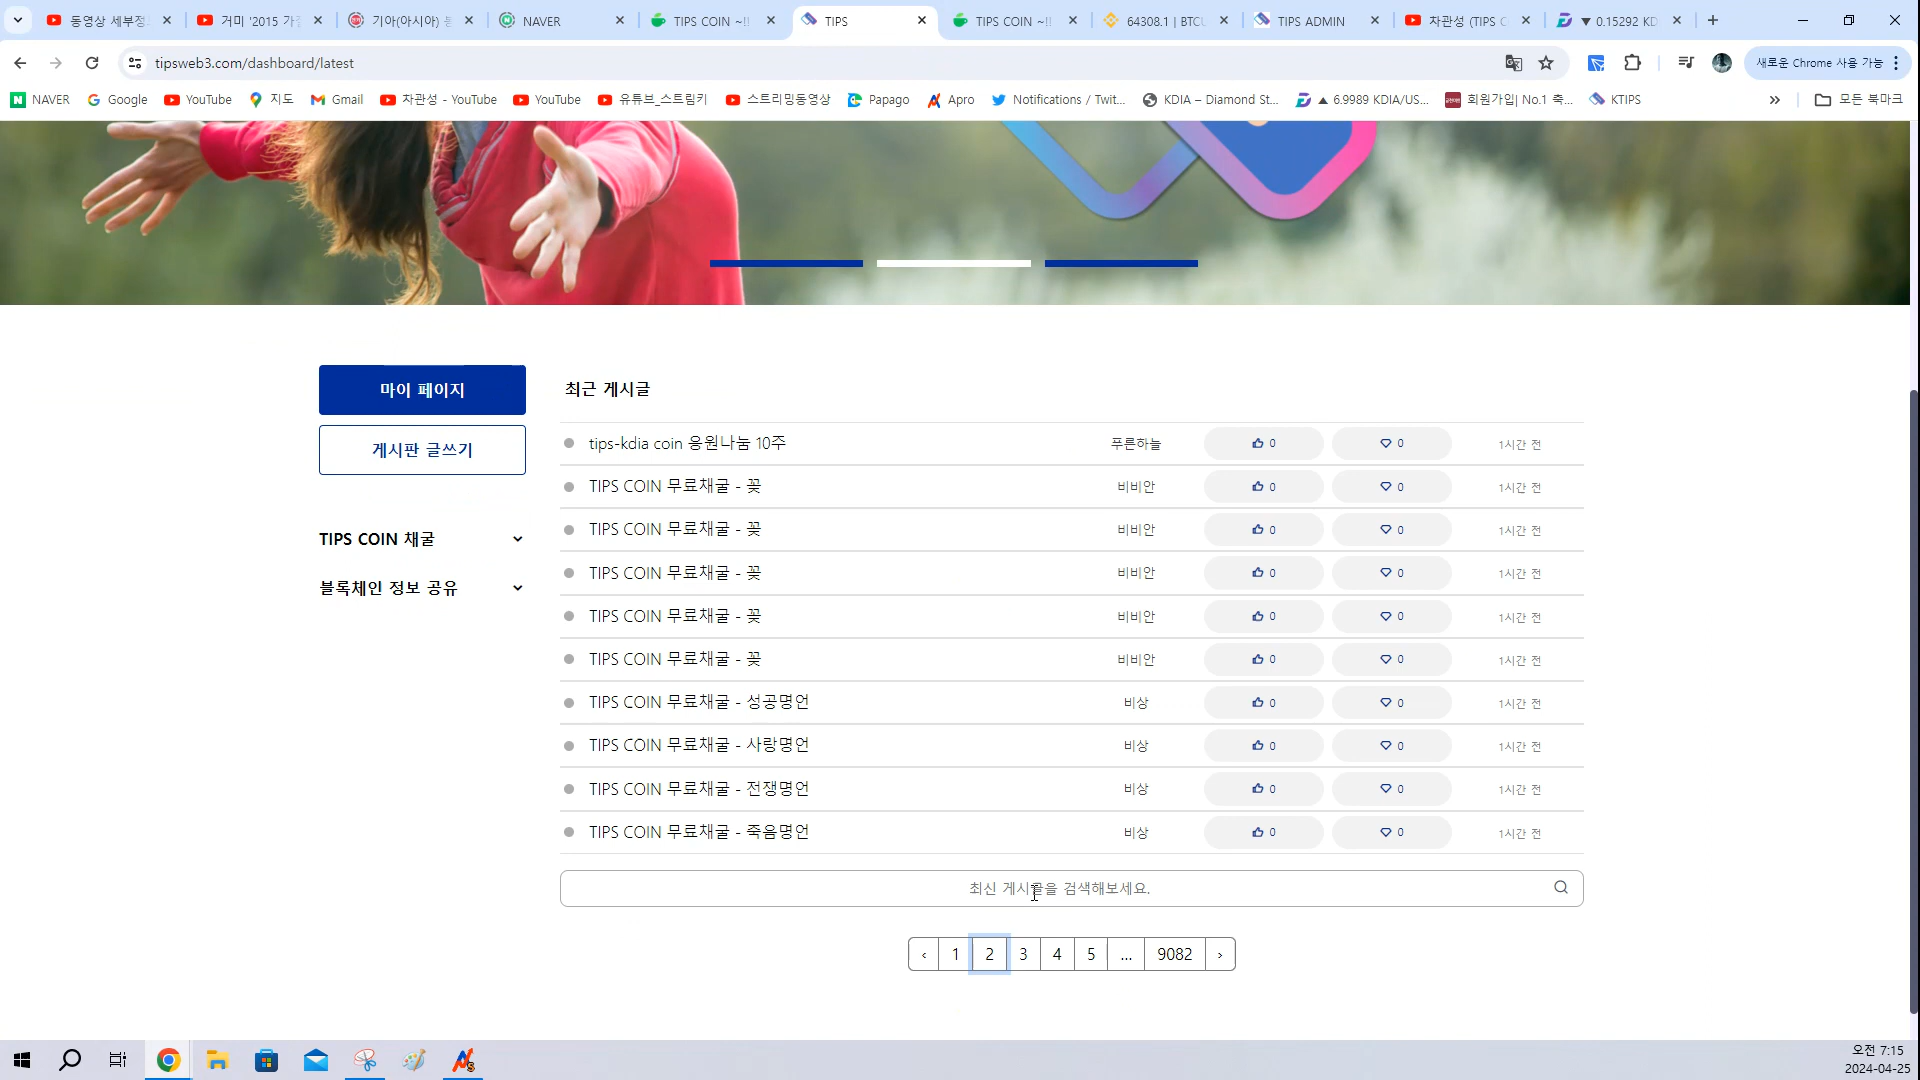 동영상 세부정
거미 '2015 가
기아(아시아)
NAVER
TIPS COIN ~!!
TIPS
TIPS COIN ~!!
64308.1 | BTCU
TIPS ADMIN
차관성 (TIPS C
▼ 0.15292 KD
tipsweb3.com/dashboard/latest
새로운 Chrome 사용 가능
NAVER
Google
YouTube
지도
Gmail
차관성 - YouTube
YouTube
유튜브_스트림키
스트리밍동영상
Papago
Apro
Notifications / Twit...
KDIA – Diamond St...
▲ 6.9989 KDIA/US...
회원가입| No.1 축...
KTIPS
모든 북마크
마이 페이지
게시판 글쓰기
TIPS COIN 채굴
블록체인 정보 공유
최근 게시글
tips-kdia coin 응원나눔 10주 푸른하늘 0 0 1시간 전
TIPS COIN 무료채굴 - 꽂 비비안 0 0 1시간 전
TIPS COIN 무료채굴 - 꽂 비비안 0 0 1시간 전
TIPS COIN 무료채굴 - 꽂 비비안 0 0 1시간 전
TIPS COIN 무료채굴 - 꽂 비비안 0 0 1시간 전
TIPS COIN 무료채굴 - 꽂 비비안 0 0 1시간 전
TIPS COIN 무료채굴 - 성공명언 비상 0 0 1시간 전
TIPS COIN 무료채굴 - 사랑명언 비상 0 0 1시간 전
TIPS COIN 무료채굴 - 전쟁명언 비상 0 0 1시간 전
TIPS COIN 무료채굴 - 죽음명언 비상 0 0 1시간 전
최신 게시글을 검색해보세요.
‹ 1 2 3 4 5 ... 9082 ›
오전 7:15
2024-04-25